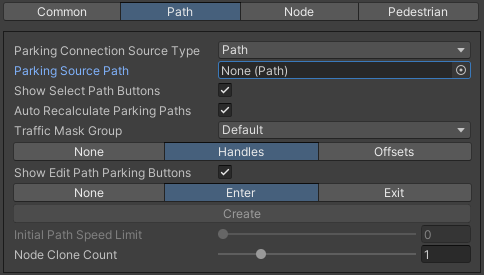 Common Path Node Pedestrian
Parking Connection Source Type Path
Parking Source Path None (Path)
Show Select Path Buttons
Auto Recalculate Parking Paths
Traffic Mask Group Default
None Handles Offsets
Show Edit Path Parking Buttons
None Enter Exit
Create
Initial Path Speed Limit 0
Node Clone Count 1